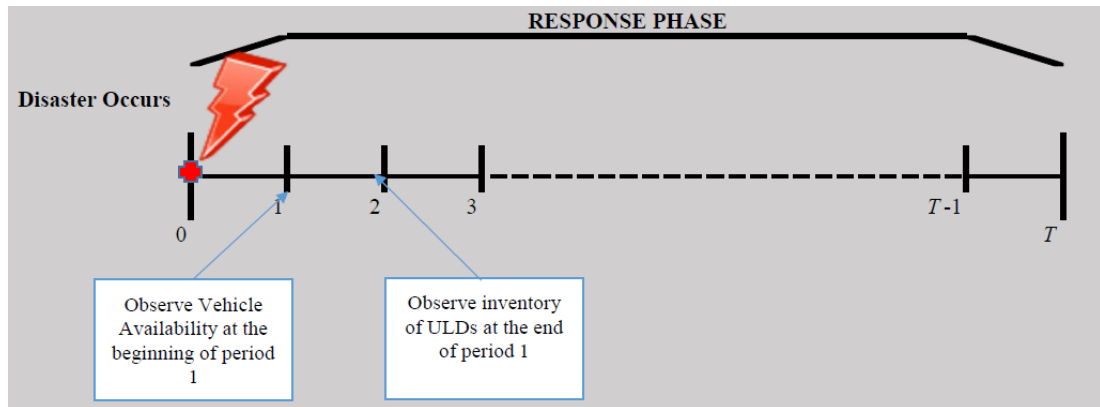 RESPONSE PHASE
Disaster Occurs
1
2
3
T-1
0
T
Observe Vehicle
Availability at the
beginning of period
1
Observe inventory
of ULDs at the end
of period 1